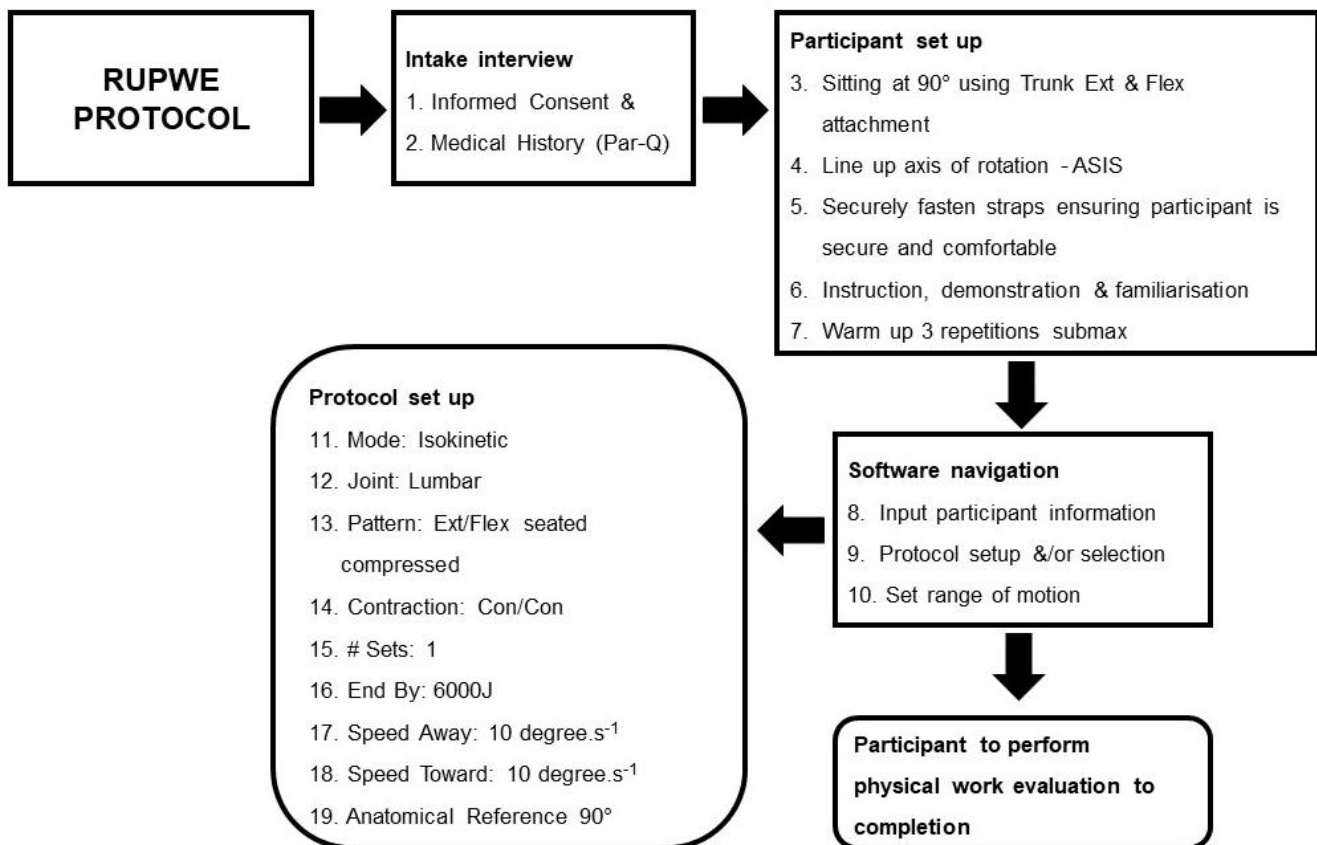 RUPWE
PROTOCOL
Intake interview
1. Informed Consent &
2. Medical History (Par-Q)
Participant set up
3. Sitting at 90° using Trunk Ext & Flex
attachment
4. Line up axis of rotation - ASIS
5. Securely fasten straps ensuring participant is
secure and comfortable
6. Instruction, demonstration & familiarisation
7. Warm up 3 repetitions submax
Software navigation
8. Input participant information
9. Protocol setup &/or selection
10. Set range of motion
Protocol set up
11. Mode: Isokinetic
12. Joint: Lumbar
13. Pattern: Ext/Flex seated
compressed
14. Contraction: Con/Con
15. # Sets: 1
16. End By: 6000J
17. Speed Away: 10 degree.s⁻¹
18. Speed Toward: 10 degree.s⁻¹
19. Anatomical Reference 90°
Participant to perform
physical work evaluation to
completion